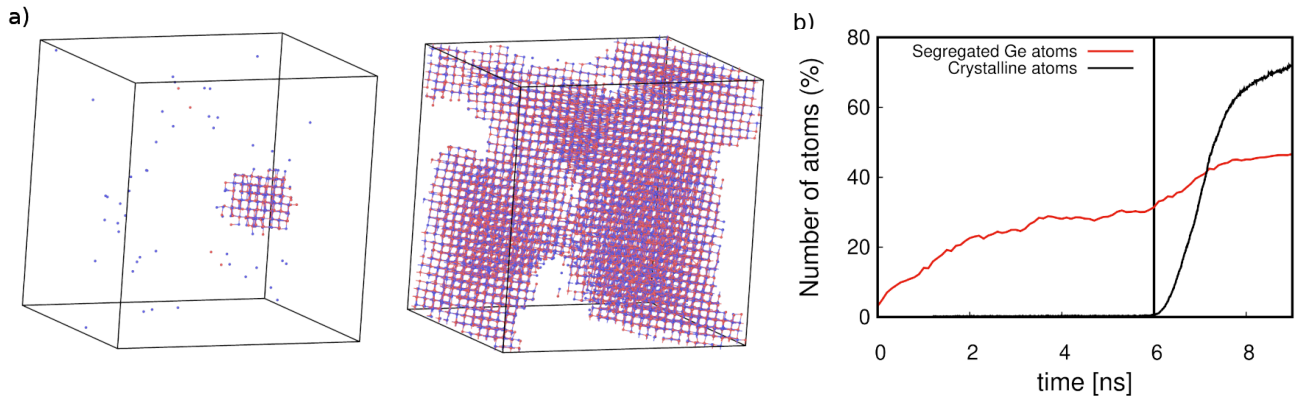 a)
b)
Number of atoms (%)
80
60
40
20
0
Segregated Ge atoms
Crystalline atoms
0 2 4 6 8
time [ns]